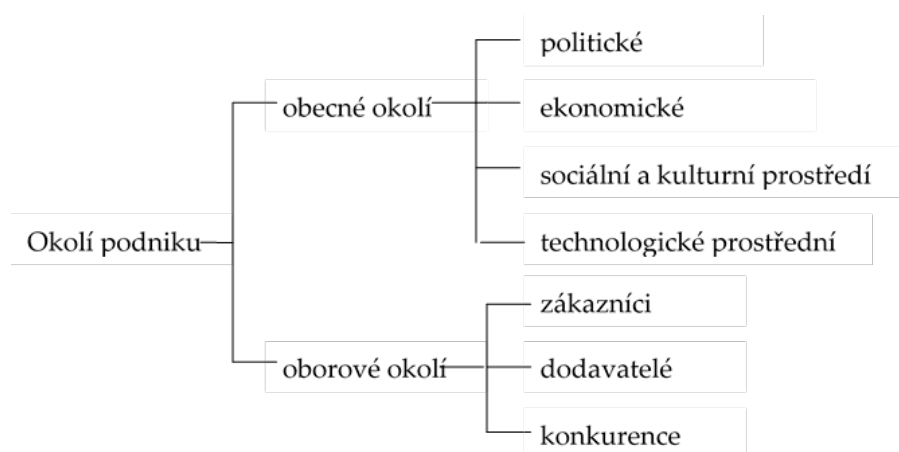 politické
obecné okolí
ekonomické
sociální a kulturní prostředí
Okolí podniku
technologické prostřední
zákazníci
oborové okolí
dodavatelé
konkurence